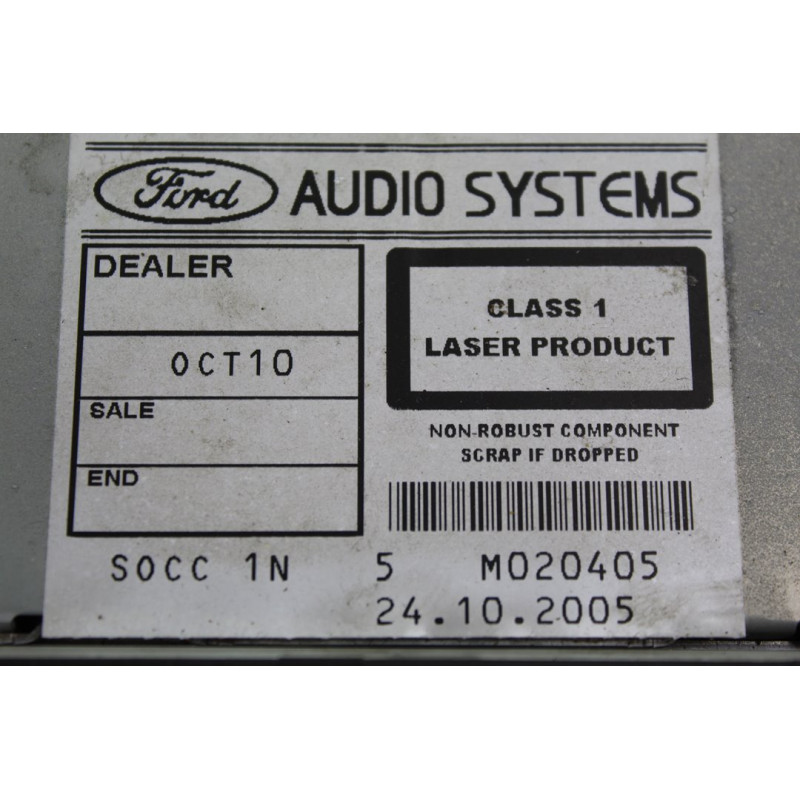 Ford AUDIO SYSTEMS
DEALER
OCT10
SALE
END
CLASS 1
LASER PRODUCT
NON-ROBUST COMPONENT
SCRAP IF DROPPED
SOCC 1N 5 M020405
24.10.2005